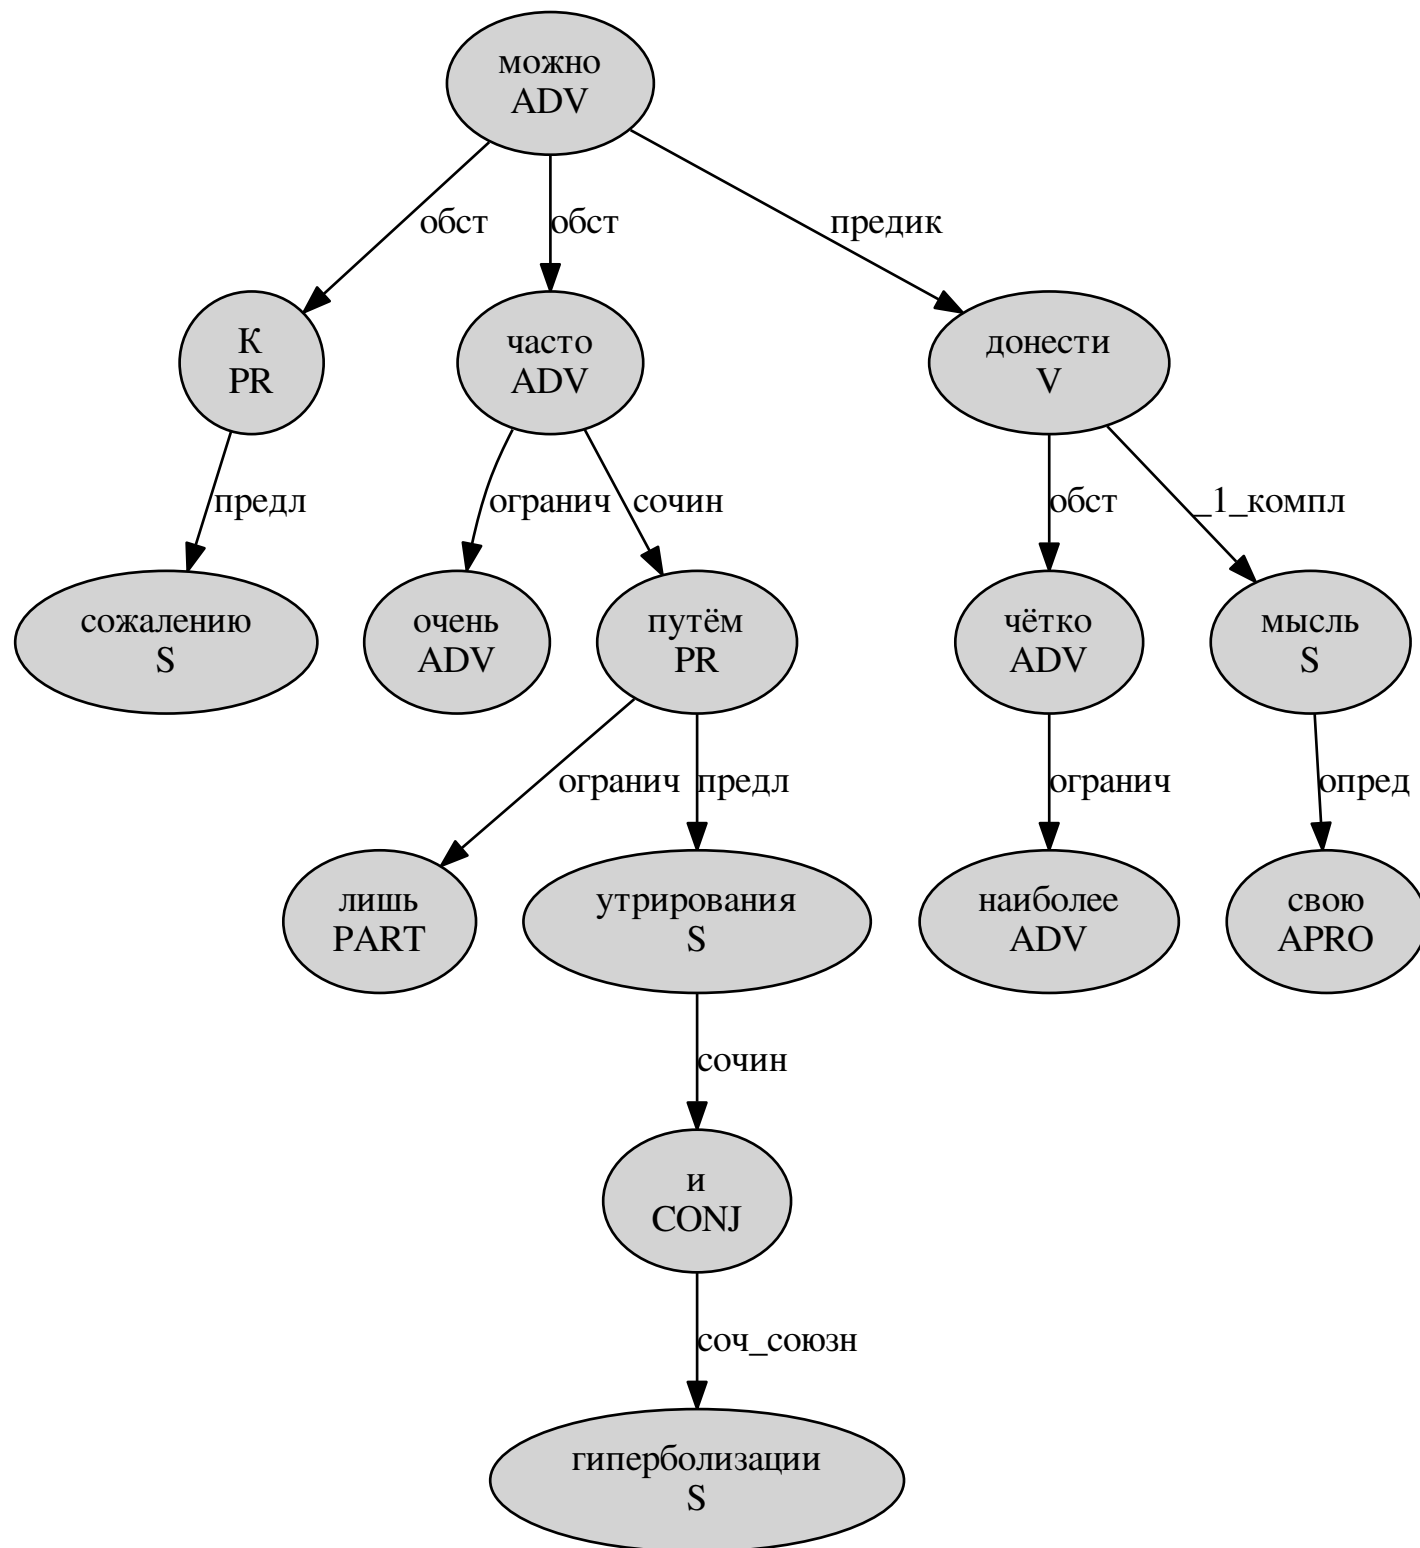 можно
ADV
обст
обст
предик
К
PR
часто
ADV
донести
V
предл
огранич
сочин
обст
_1_компл
сожалению
S
очень
ADV
путём
PR
чётко
ADV
мысль
S
огранич
предл
огранич
опред
лишь
PART
утрирования
S
наиболее
ADV
свою
APRO
сочин
и
CONJ
соч_союзн
гиперболизации
S